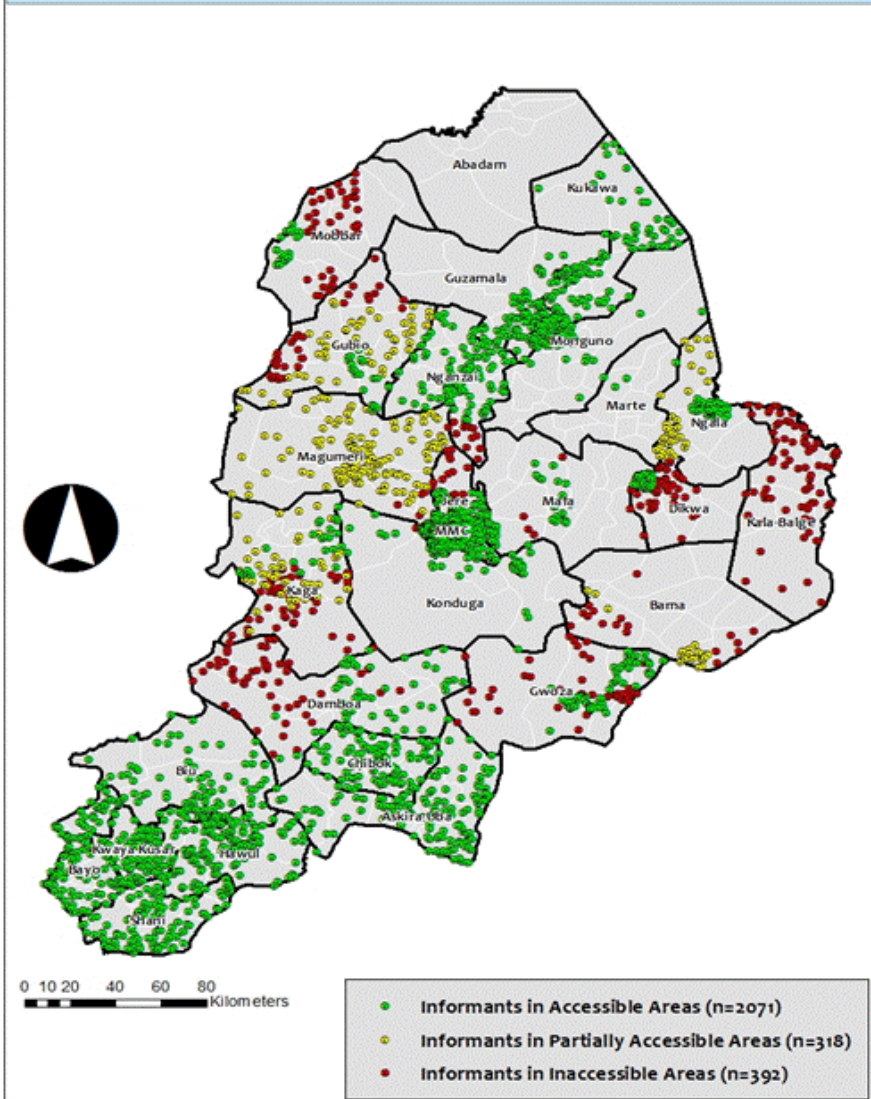 Abadam
Kukawa
Mobbar
Guzamala
Gubio
Monguno
Nganzai
Marte
Ngala
Magumeri
Jere
Mafa
Dikwa
Kala-Balge
MMC
Kaga
Konduga
Bama
Gwoza
Damboa
Chibok
Biu
Askira Uba
Kwaya Kusar
Hawul
Bayo
Shani
0 10 20 40 60 80
Kilometers
Informants in Accessible Areas (n=2071)
Informants in Partially Accessible Areas (n=318)
Informants in Inaccessible Areas (n=392)